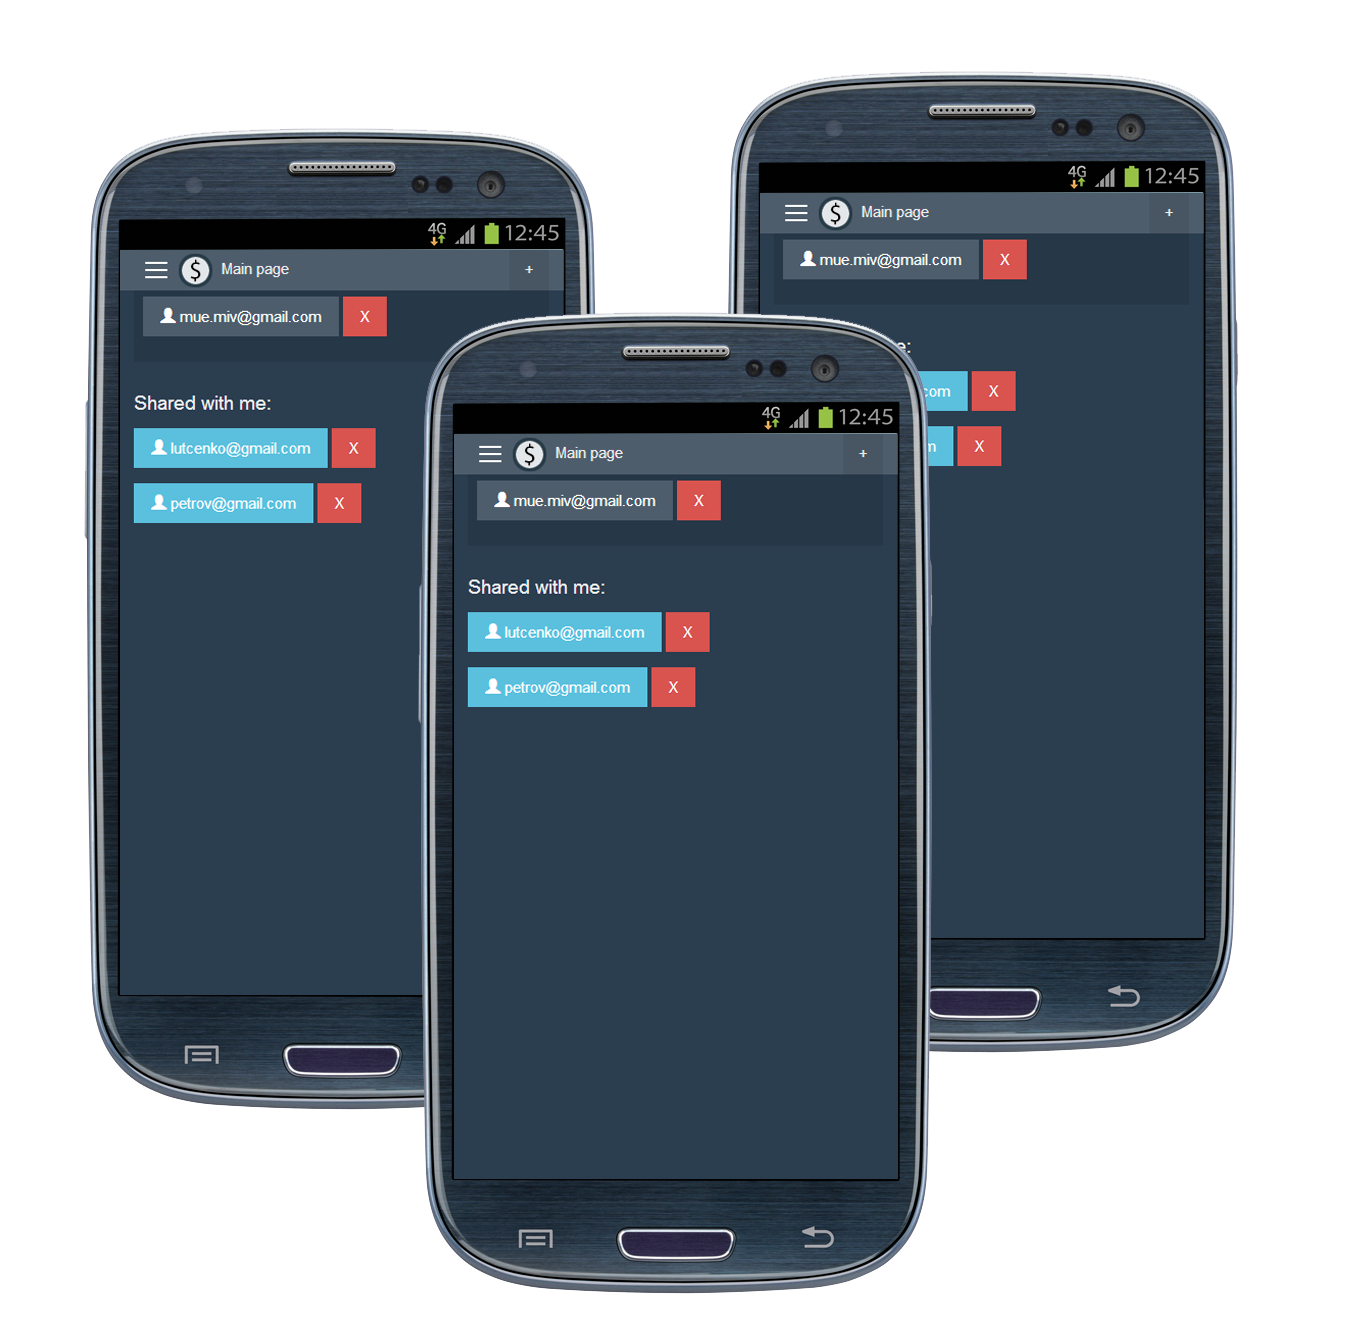 4G 12:45
$ Main page +
mue.miv@gmail.com X
Shared with me:
lutcenko@gmail.com X
petrov@gmail.com X
4G 12:45
$ Main page +
mue.miv@gmail.com X
Shared with me:
lutcenko@gmail.com X
petrov@gmail.com X
4G 12:45
$ Main page +
mue.miv@gmail.com X
e:
com X
m X